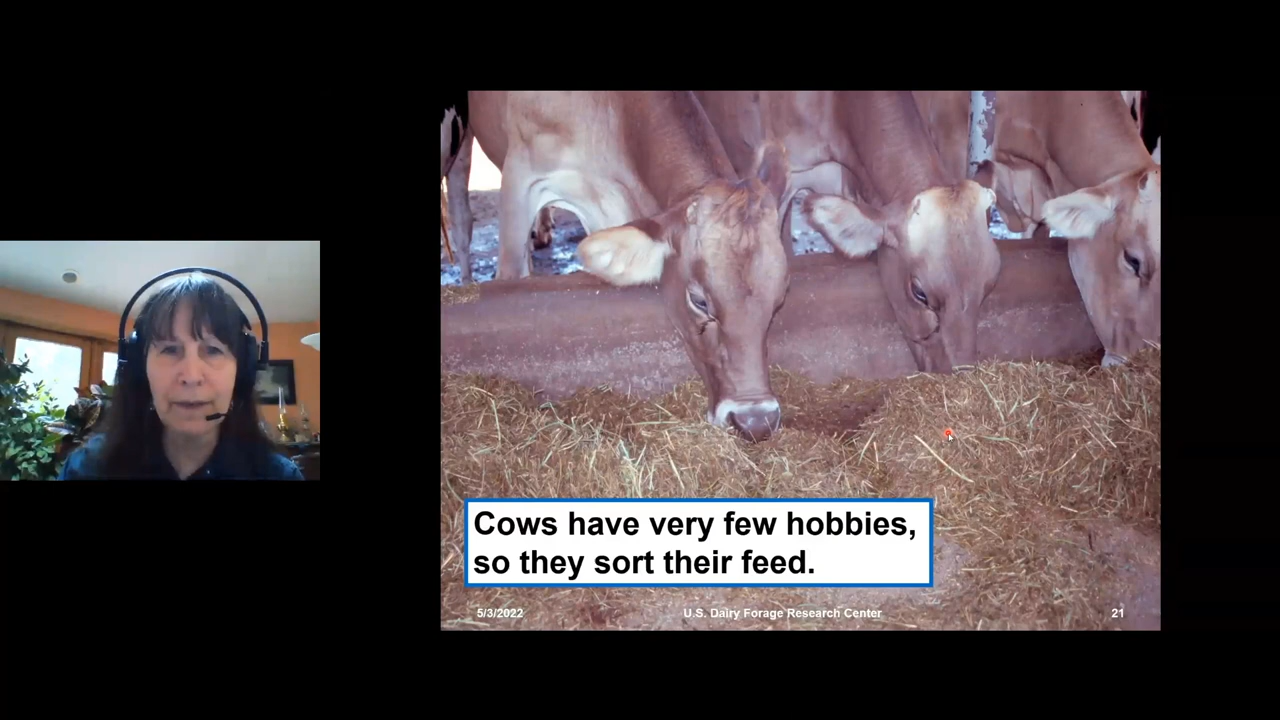 Cows have very few hobbies,
so they sort their feed.
5/3/2022 U.S. Dairy Forage Research Center 21